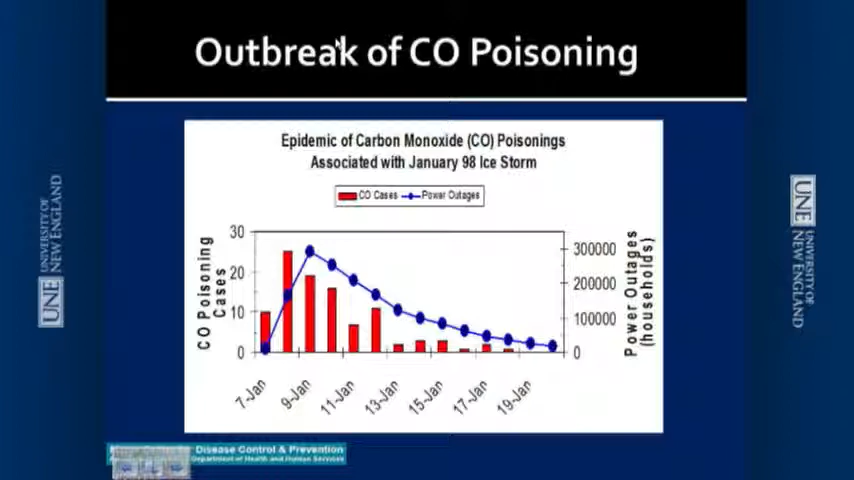 Outbreak of CO Poisoning
Epidemic of Carbon Monoxide (CO) Poisonings
Associated with January 98 Ice Storm
CO Cases
Power Outages
CO Poisoning
Cases
30
20
10
0
300000
200000
100000
0
Power Outages
(households)
7-Jan
9-Jan
11-Jan
13-Jan
15-Jan
17-Jan
19-Jan
UNE
UNIVERSITY OF
NEW ENGLAND
UNE
UNIVERSITY OF
NEW ENGLAND
Disease Control & Prevention
Department of Health and Human Services